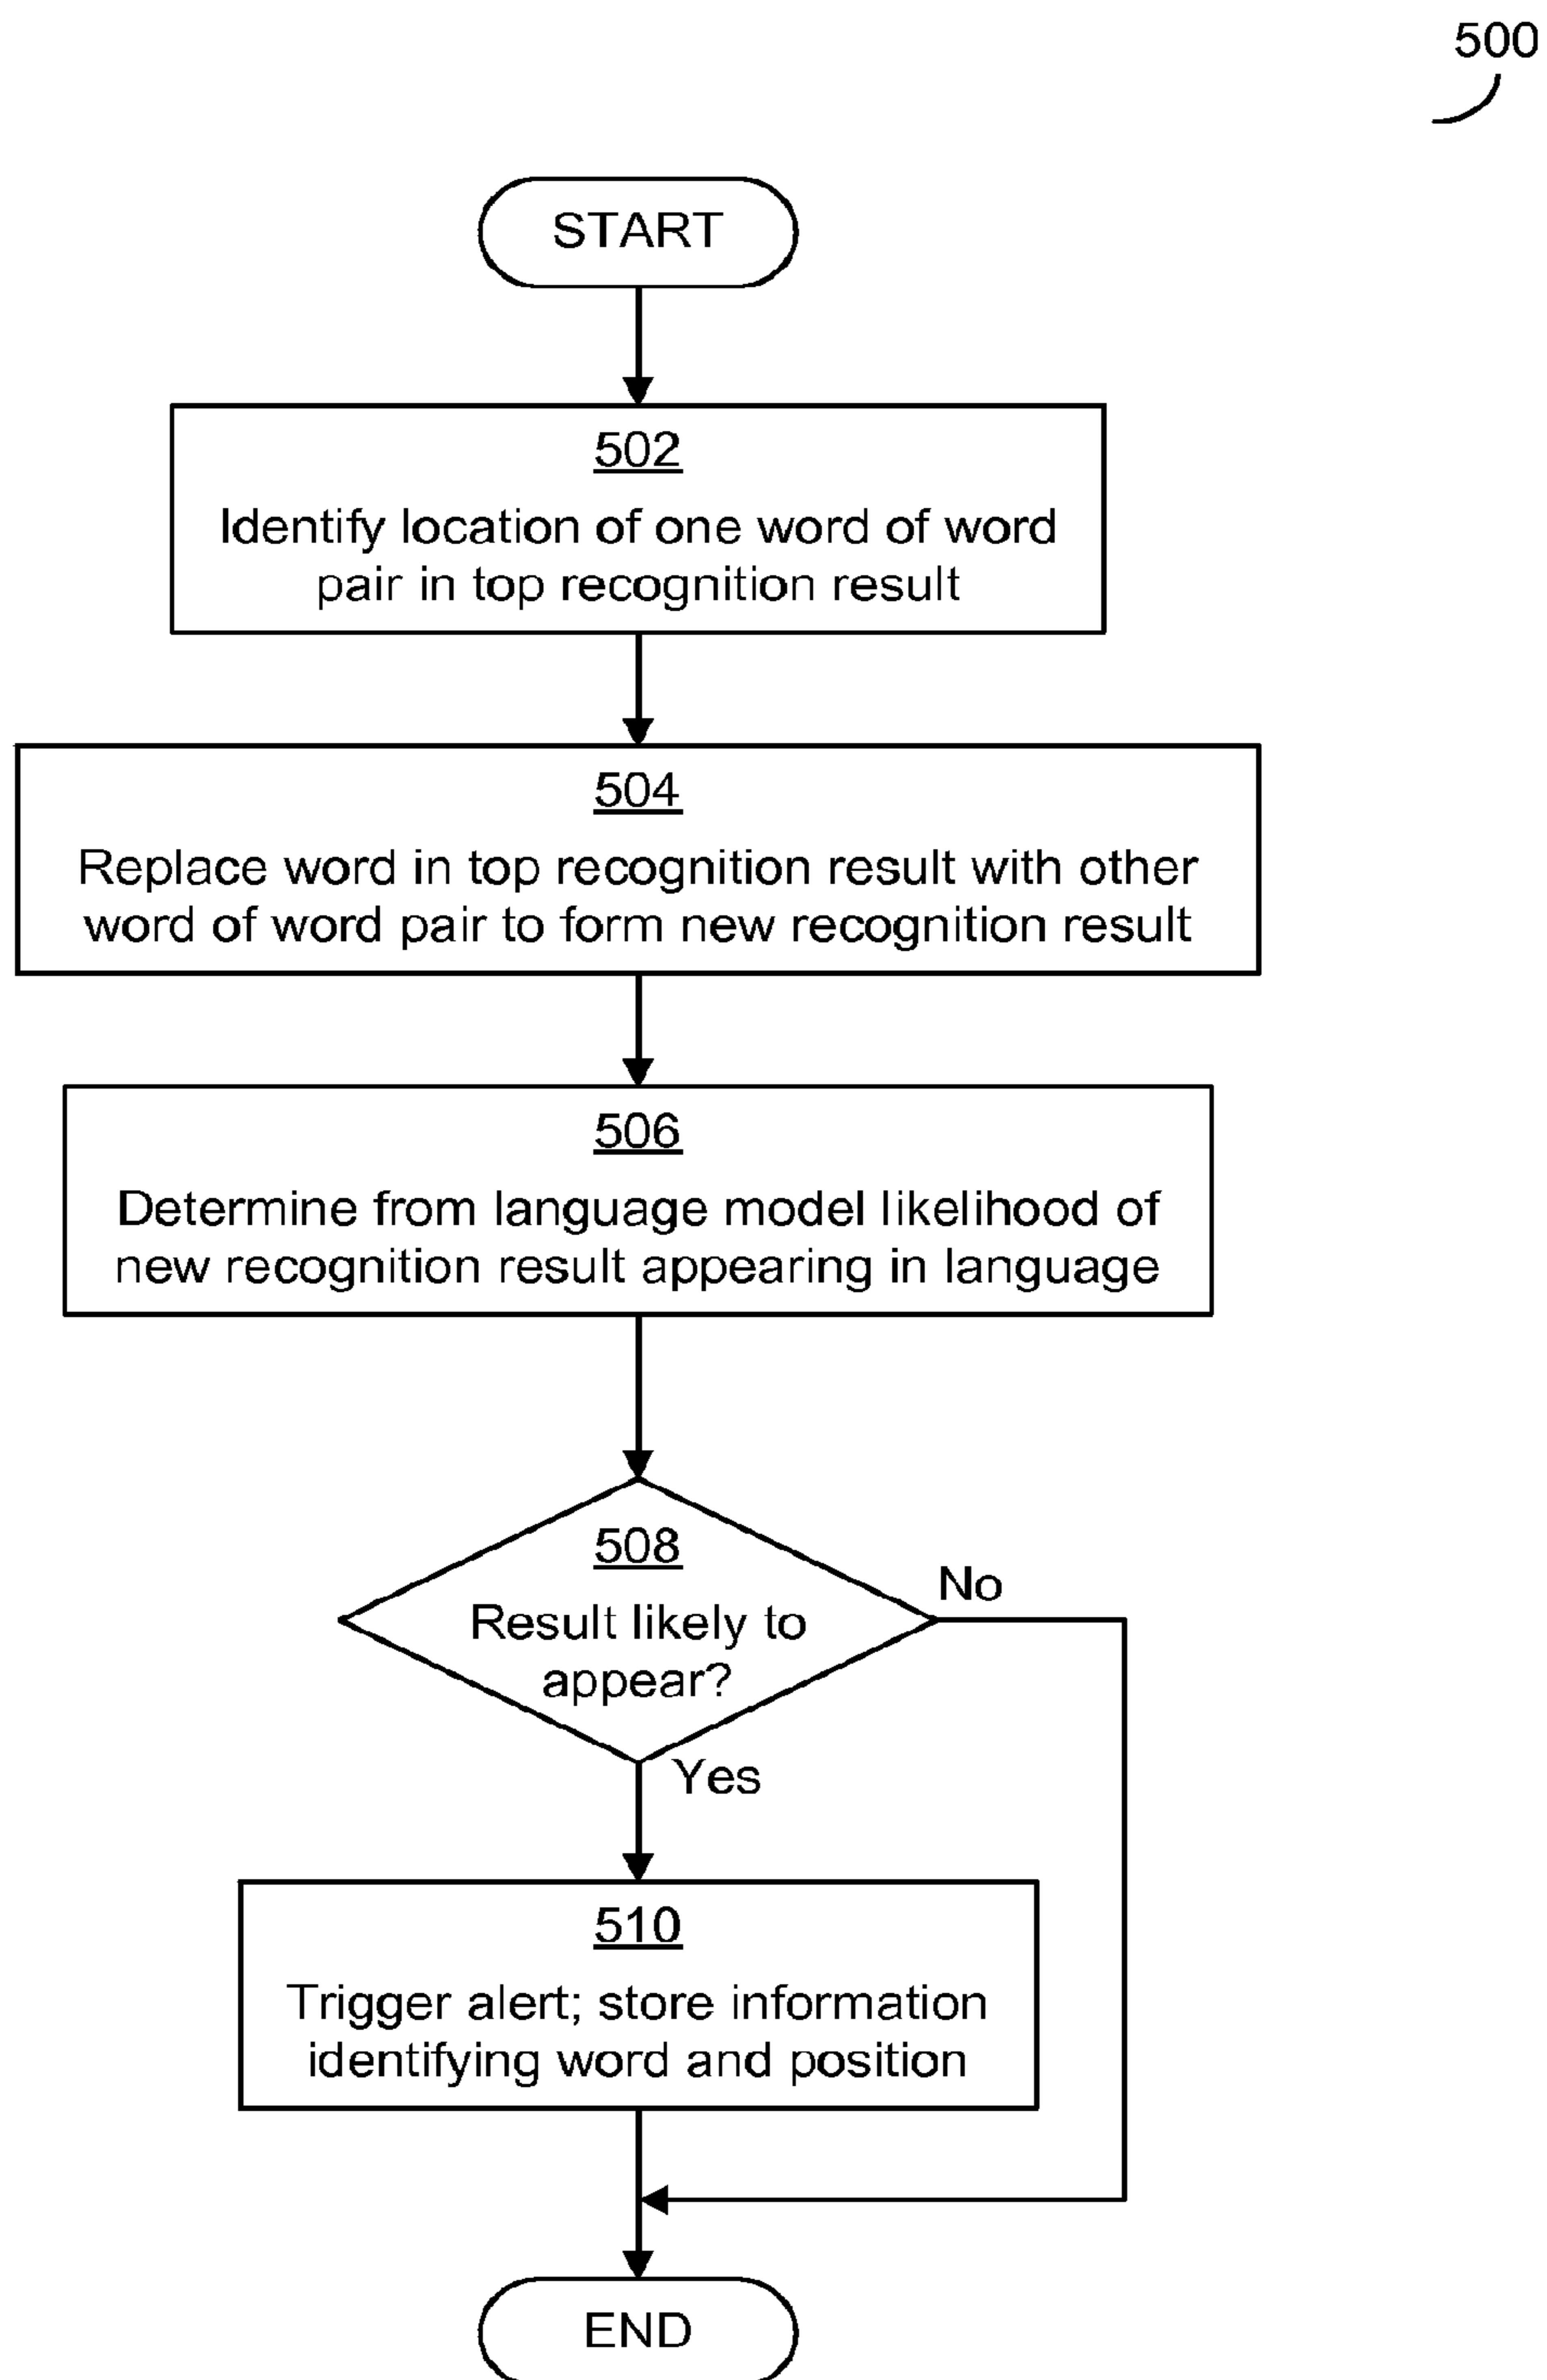 500
START
502
Identify location of one word of word
pair in top recognition result
504
Replace word in top recognition result with other
word of word pair to form new recognition result
506
Determine from language model likelihood of
new recognition result appearing in language
508
Result likely to
appear?
No
Yes
510
Trigger alert; store information
identifying word and position
END